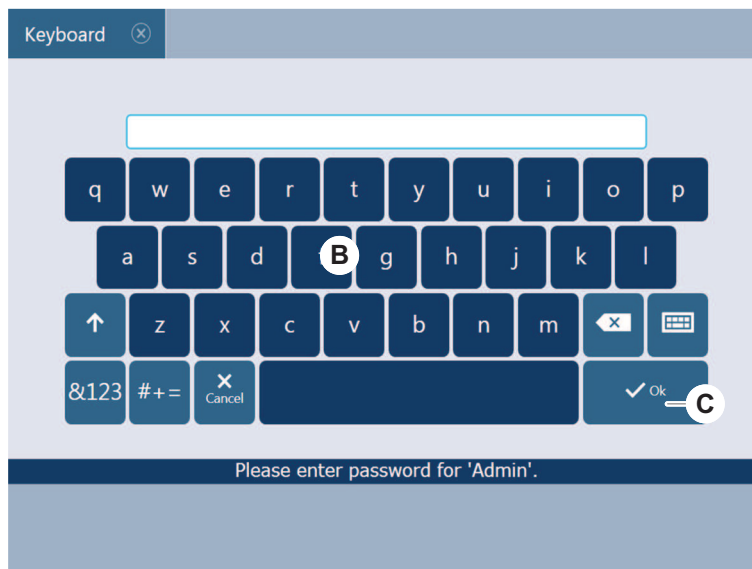 Keyboard
q w e r t y u i o p
a s d B g h j k l
z x c v b n m
&123 #+= Cancel Ok C
Please enter password for 'Admin'.